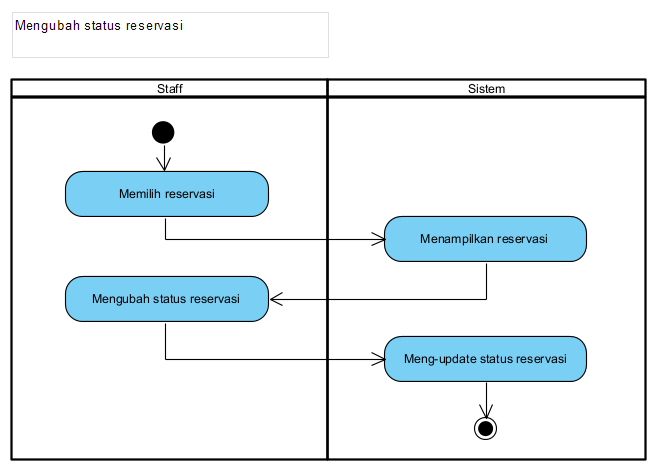 Mengubah status reservasi
Staff
Sistem
Memilih reservasi
Menampilkan reservasi
Mengubah status reservasi
Meng-update status reservasi